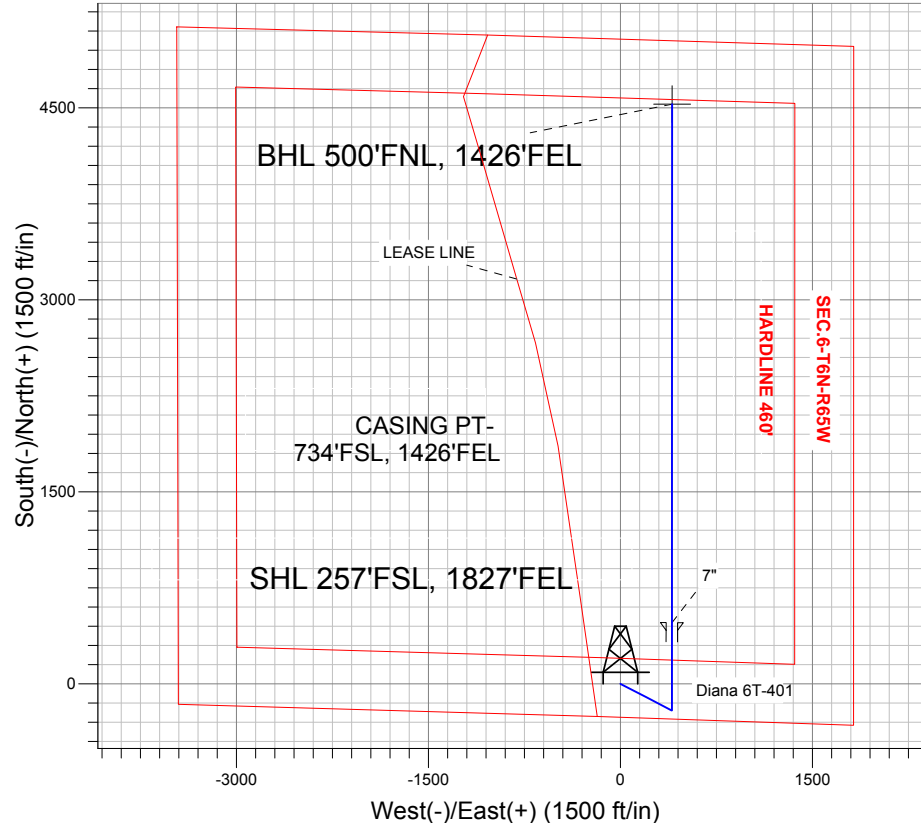 4500
BHL 500'FNL, 1426'FEL
LEASE LINE
3000
HARDLINE 460'
SEC.6-T6N-R65W
South(-)/North(+) (1500 ft/in)
CASING PT-
734'FSL, 1426'FEL
1500
SHL 257'FSL, 1827'FEL
7"
0
Diana 6T-401
-3000
-1500
0
1500
West(-)/East(+) (1500 ft/in)